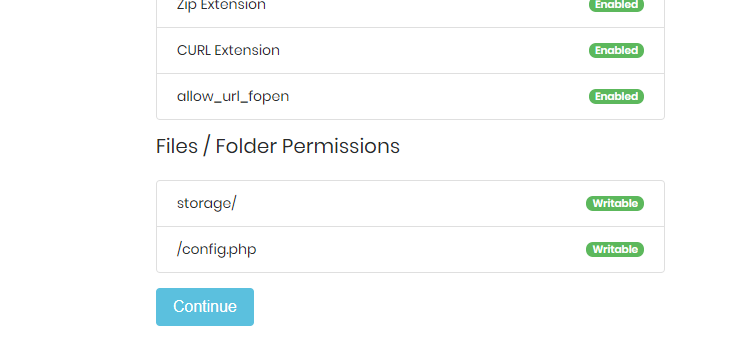 Zip Extension Enabled
CURL Extension Enabled
allow_url_fopen Enabled
Files / Folder Permissions
storage/ Writable
/config.php Writable
Continue